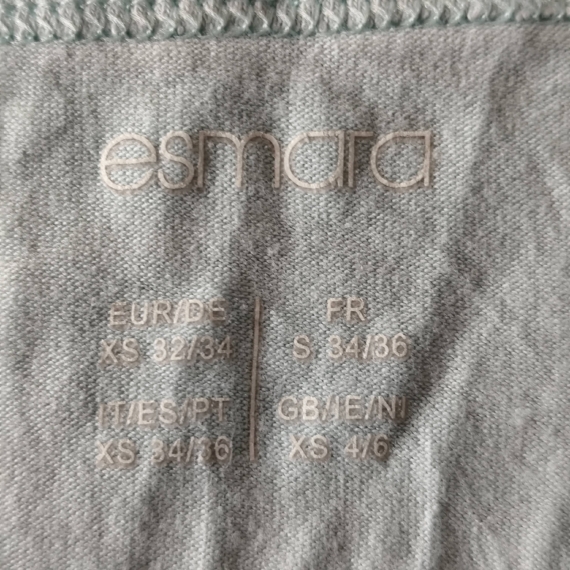 esmara
EUR/DE
XS 32/34
FR
S 34/36
IT/ES/PT
XS 34/36
GB/IE/NI
XS 4/6